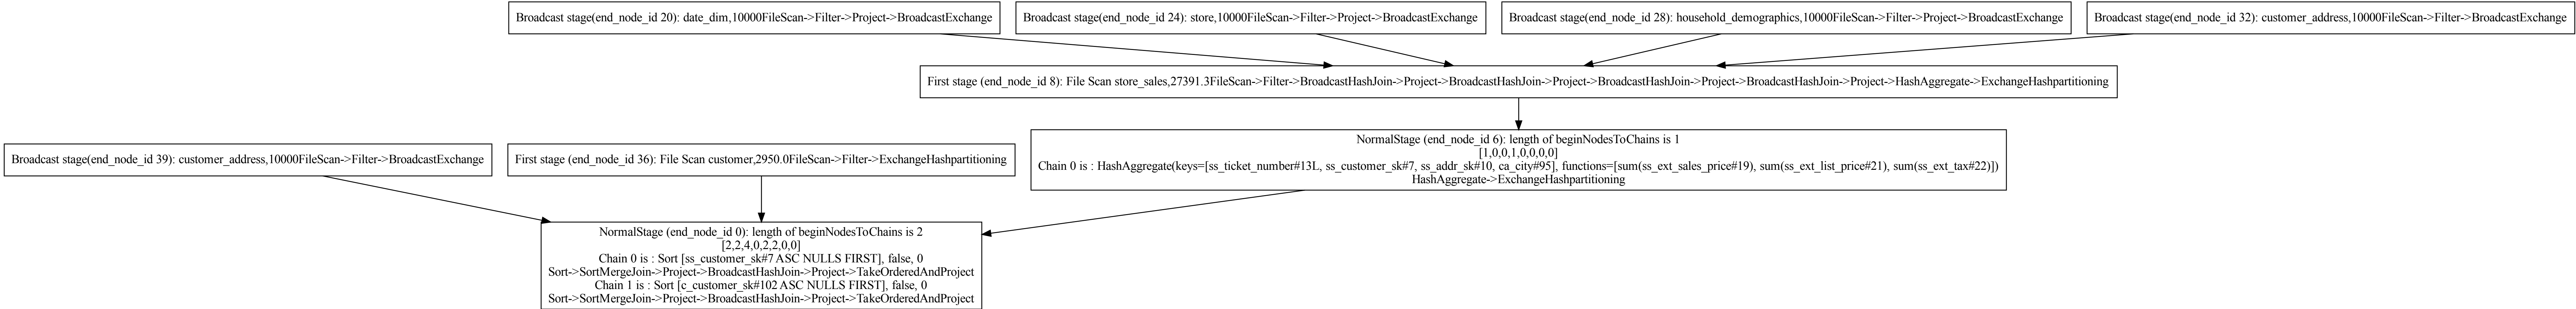 Broadcast stage(end_node_id 20): date_dim,10000FileScan->Filter->Project->BroadcastExchange
Broadcast stage(end_node_id 24): store,10000FileScan->Filter->Project->BroadcastExchange
Broadcast stage(end_node_id 28): household_demographics,10000FileScan->Filter->Project->BroadcastExchange
Broadcast stage(end_node_id 32): customer_address,10000FileScan->Filter->BroadcastExchange
First stage (end_node_id 8): File Scan store_sales,27391.3FileScan->Filter->BroadcastHashJoin->Project->BroadcastHashJoin->Project->BroadcastHashJoin->Project->BroadcastHashJoin->Project->HashAggregate->ExchangeHashpartitioning
Broadcast stage(end_node_id 39): customer_address,10000FileScan->Filter->BroadcastExchange
First stage (end_node_id 36): File Scan customer,2950.0FileScan->Filter->ExchangeHashpartitioning
NormalStage (end_node_id 6): length of beginNodesToChains is 1
[1,0,0,1,0,0,0,0]
Chain 0 is : HashAggregate(keys=[ss_ticket_number#13L, ss_customer_sk#7, ss_addr_sk#10, ca_city#95], functions=[sum(ss_ext_sales_price#19), sum(ss_ext_list_price#21), sum(ss_ext_tax#22)])
HashAggregate->ExchangeHashpartitioning
NormalStage (end_node_id 0): length of beginNodesToChains is 2
[2,2,4,0,2,2,0,0]
Chain 0 is : Sort [ss_customer_sk#7 ASC NULLS FIRST], false, 0
Sort->SortMergeJoin->Project->BroadcastHashJoin->Project->TakeOrderedAndProject
Chain 1 is : Sort [c_customer_sk#102 ASC NULLS FIRST], false, 0
Sort->SortMergeJoin->Project->BroadcastHashJoin->Project->TakeOrderedAndProject